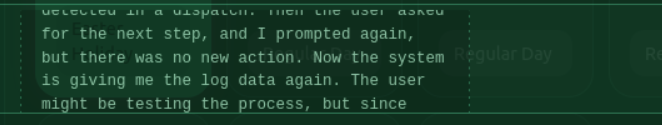 detected in a dispatch. Then the user asked
for the next step, and I prompted again,
but there was no new action. Now the system
is giving me the log data again. The user
might be testing the process, but since
Regular Day